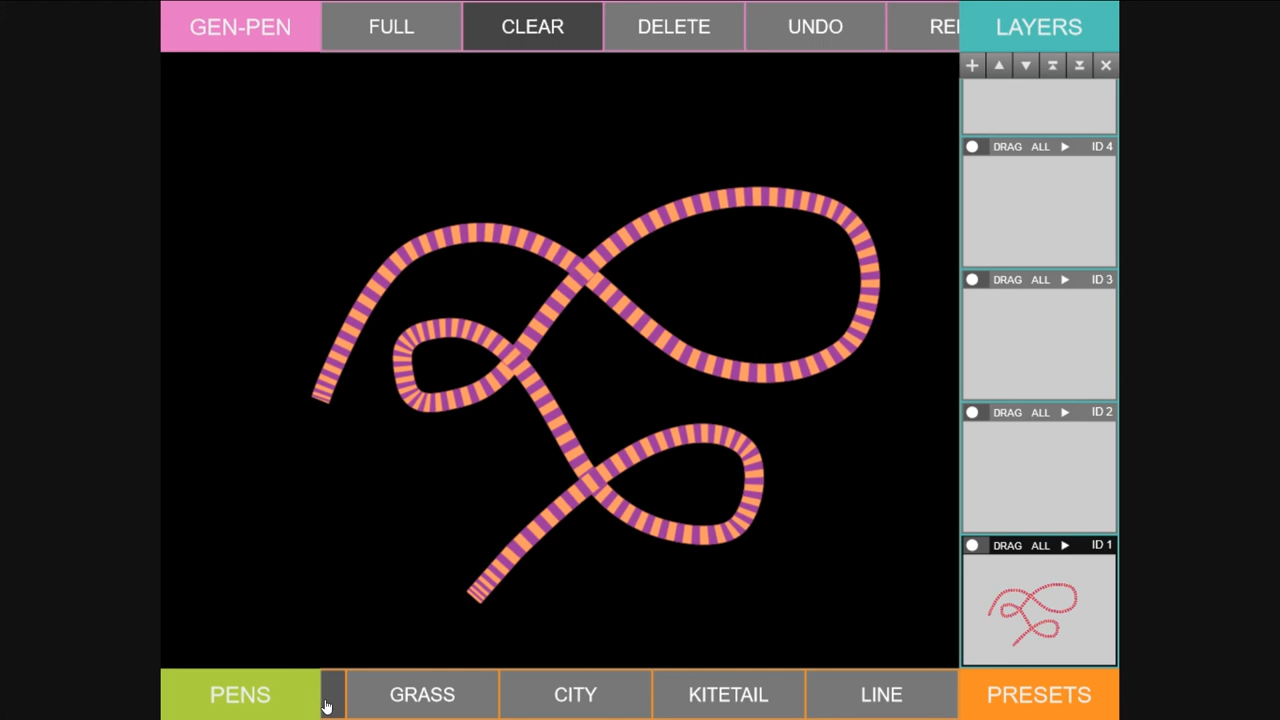 GEN-PEN FULL CLEAR DELETE UNDO LAYERS
DRAG ALL ID 4
DRAG ALL ID 3
DRAG ALL ID 2
DRAG ALL ID 1
PENS GRASS CITY KITETAIL LINE PRESETS